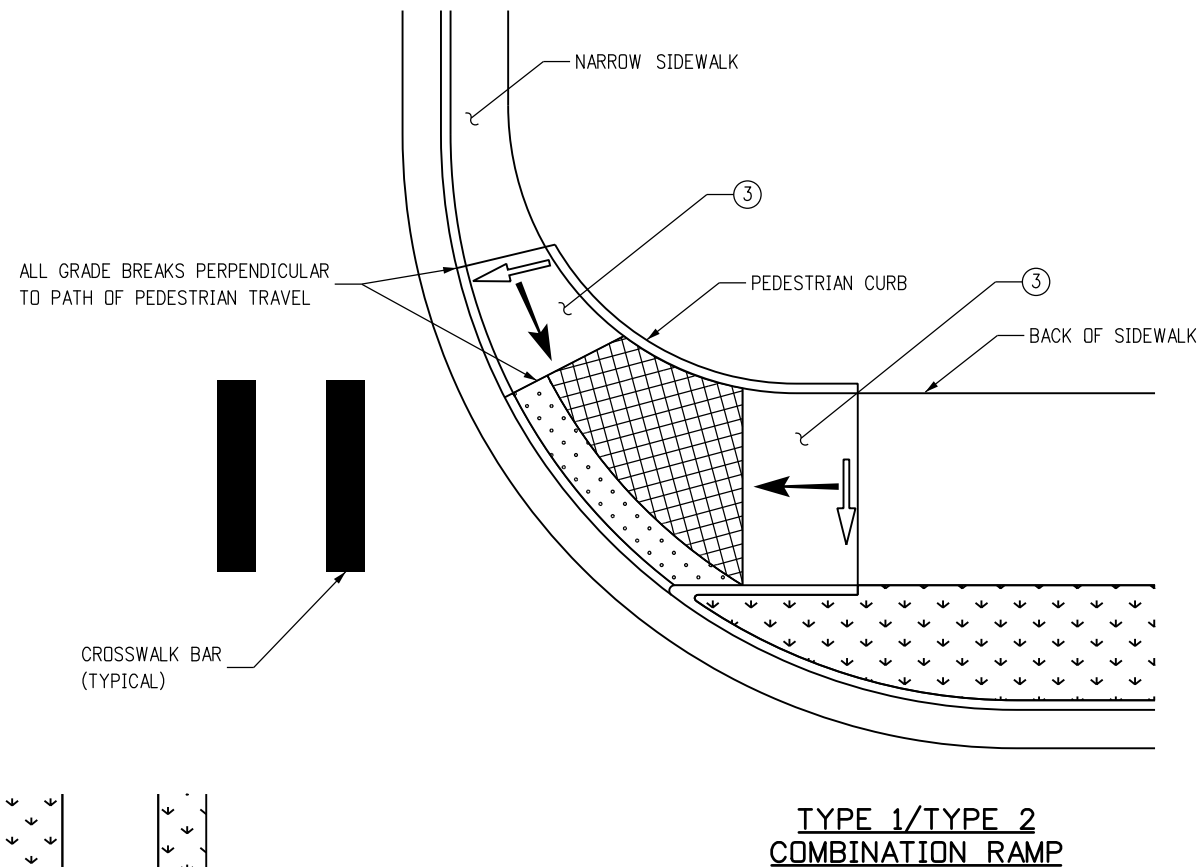 NARROW SIDEWALK
3
ALL GRADE BREAKS PERPENDICULAR
TO PATH OF PEDESTRIAN TRAVEL
PEDESTRIAN CURB
3
BACK OF SIDEWALK
CROSSWALK BAR
(TYPICAL)
TYPE 1/TYPE 2
COMBINATION RAMP